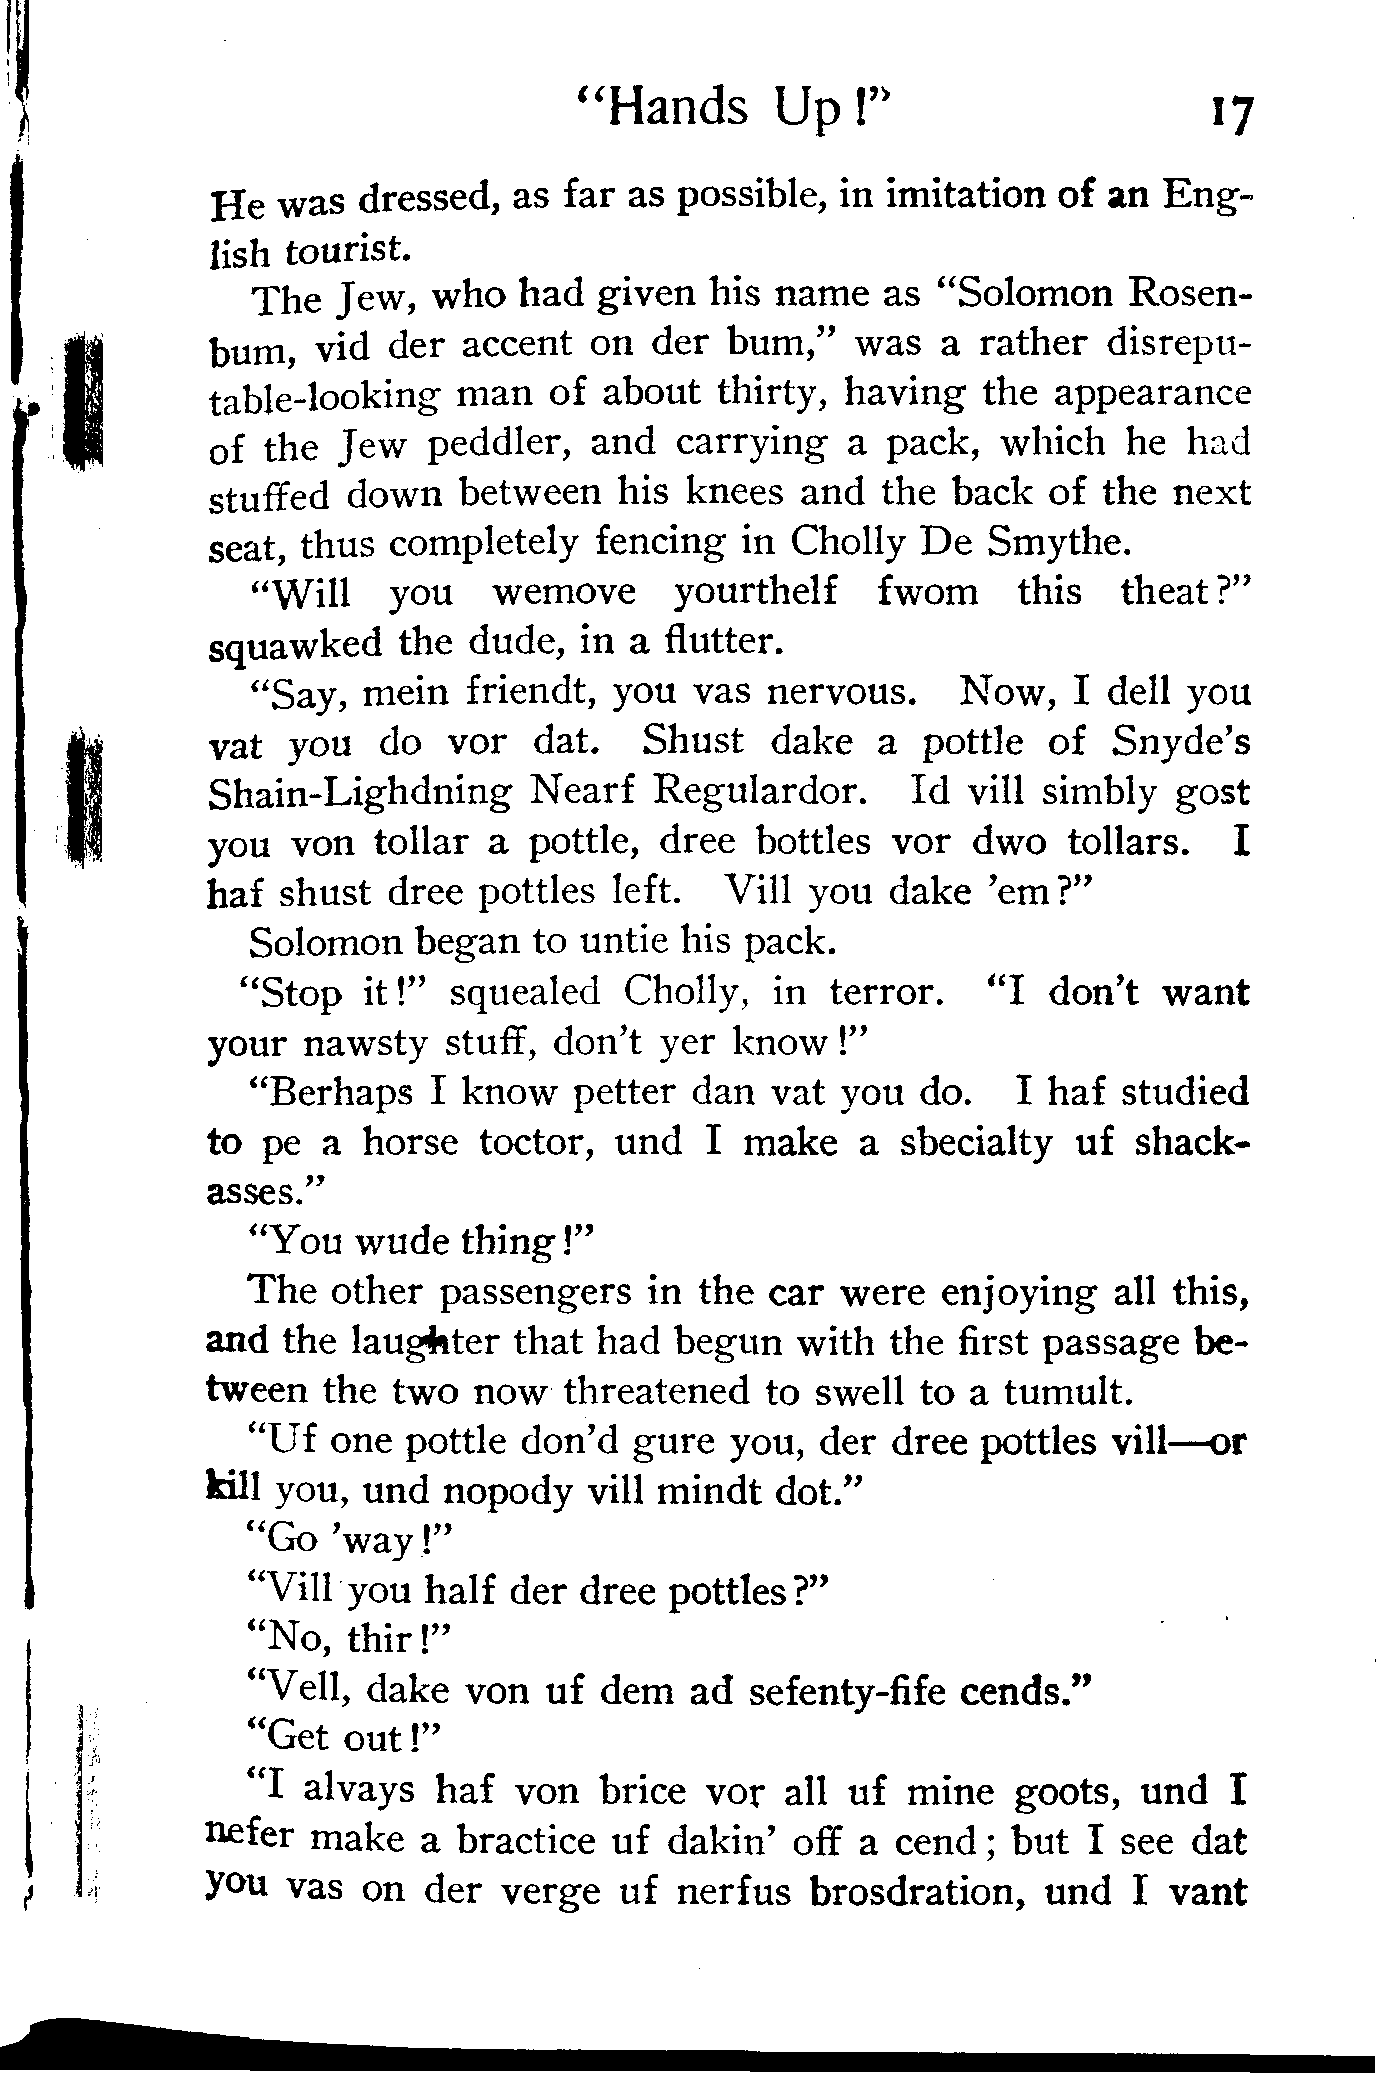 "Hands Up!" 17
He was dressed, as far as possible, in imitation of an Eng-
lish tourist.
The Jew, who had given his name as "Solomon Rosen-
bum, vid der accent on der bum," was a rather disrepu-
table-looking man of about thirty, having the appearance
of the Jew peddler, and carrying a pack, which he had
stuffed down between his knees and the back of the next
seat, thus completely fencing in Cholly De Smythe.
"Will you wemove yourthelf fwom this theat?"
squawked the dude, in a flutter.
"Say, mein friendt, you vas nervous. Now, I dell you
vat you do vor dat. Shust dake a pottle of Snyde's
Shain-Lighdning Nearf Regulardor. Id vill simbly gost
you von tollar a pottle, dree bottles vor dwo tollars. I
haf shust dree pottles left. Vill you dake 'em?"
Solomon began to untie his pack.
"Stop it!" squealed Cholly, in terror. "I don't want
your nawsty stuff, don't yer know!"
"Berhaps I know petter dan vat you do. I haf studied
to pe a horse toctor, und I make a sbecialty uf shack-
asses."
"You wude thing!"
The other passengers in the car were enjoying all this,
and the laughter that had begun with the first passage be-
tween the two now threatened to swell to a tumult.
"Uf one pottle don'd gure you, der dree pottles vill—or
kill you, und nopody vill mindt dot."
"Go 'way!"
"Vill you half der dree pottles?"
"No, thir!"
"Vell, dake von uf dem ad sefenty-fife cends."
"Get out!"
"I alvays haf von brice vor all uf mine goots, und I
nefer make a bractice uf dakin' off a cend; but I see dat
you vas on der verge uf nerfus brosdration, und I vant